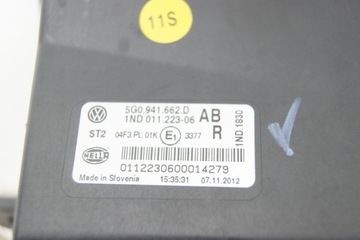 11S
5G0.941.662.D AB
1ND 011.223-06 R
ST2 04F3 PL 01K E1 3377
1ND.1830
HELLA
0112230600014279
Made in Slovenia 15:35:31 07.11.2012